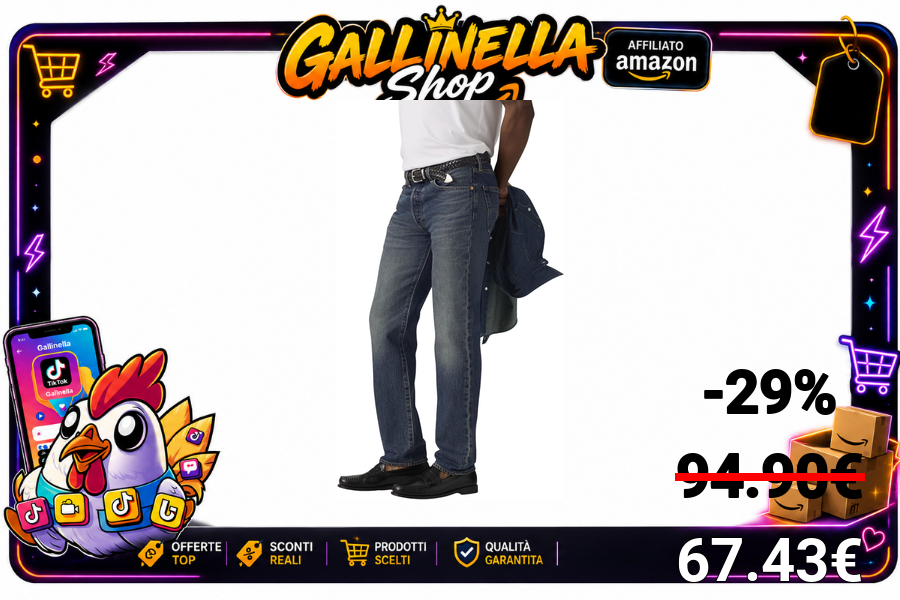 GALLINELLA
Shop
AFFILIATO
amazon
Gallinella
TikTok
Gallinella
-29%
94.90€
67.43€
OFFERTE
TOP
SCONTI
REALI
PRODOTTI
SCELTI
QUALITÀ
GARANTITA